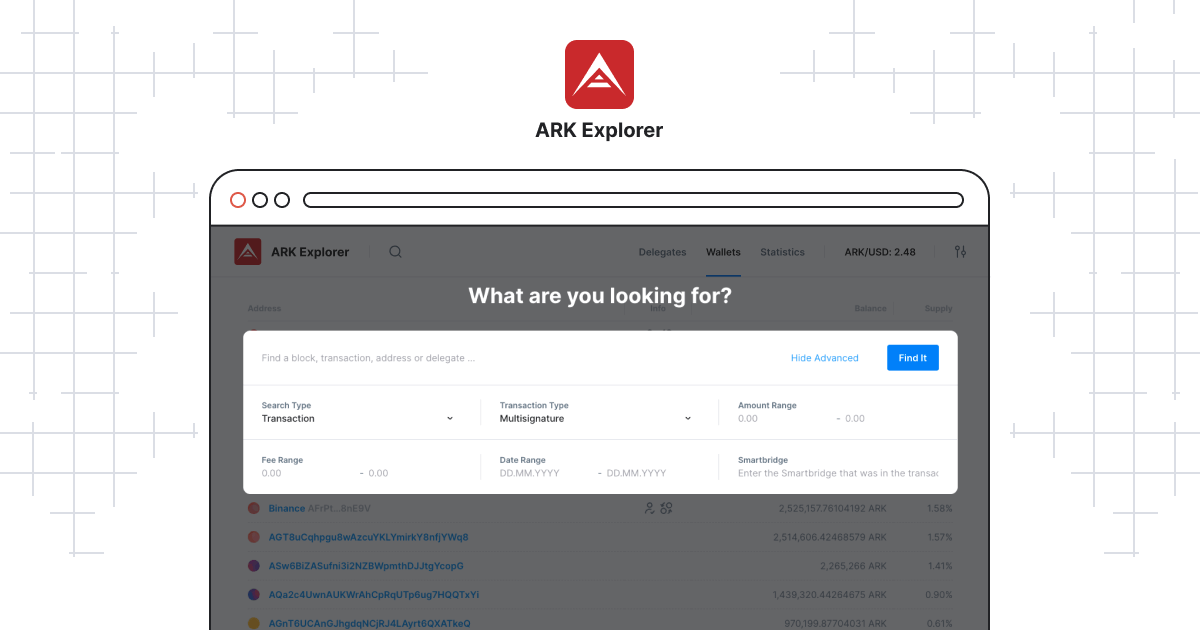 ARK Explorer
ARK Explorer Delegates Wallets Statistics ARK/USD: 2.48
What are you looking for?
Address Info Balance Supply
Find a block, transaction, address or delegate ... Hide Advanced Find It
Search Type Transaction Type Amount Range
Transaction Multisignature 0.00 - 0.00
Fee Range Date Range Smartbridge
0.00 - 0.00 DD.MM.YYYY - DD.MM.YYYY Enter the Smartbridge that was in the transac
Binance AFrPt...8nE9V 2,525,157.76104192 ARK 1.58%
AGT8uCqhpgu8wAzcuYKLYmirkY8nfjYWq8 2,514,606.42468579 ARK 1.57%
ASw6BiZASufni3i2NZBWpmthDJJtgYcopG 2,265,266 ARK 1.41%
AQa2c4UwnAUKWrAhCpRqUTp6ug7HQQTxYi 1,439,320.44264675 ARK 0.90%
AGnT6UCAnGJhgdqNCjRJ4LAyrt6QXATkeQ 970,199.87704031 ARK 0.61%